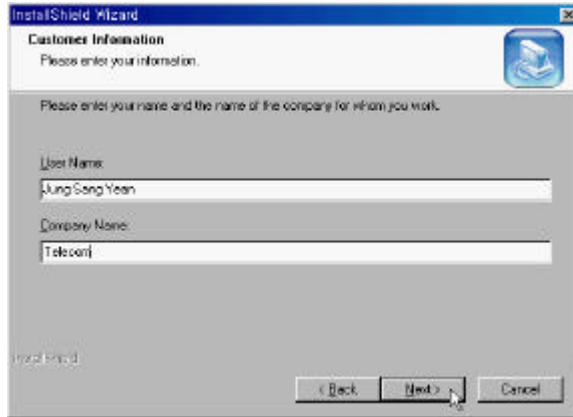 InstallShield Wizard
Customer Information
Please enter your information.
Please enter your name and the name of the company for whom you work.
User Name:
Jung Sang Yean
Company Name:
Telecom
InstallShield
< Back
Next >
Cancel